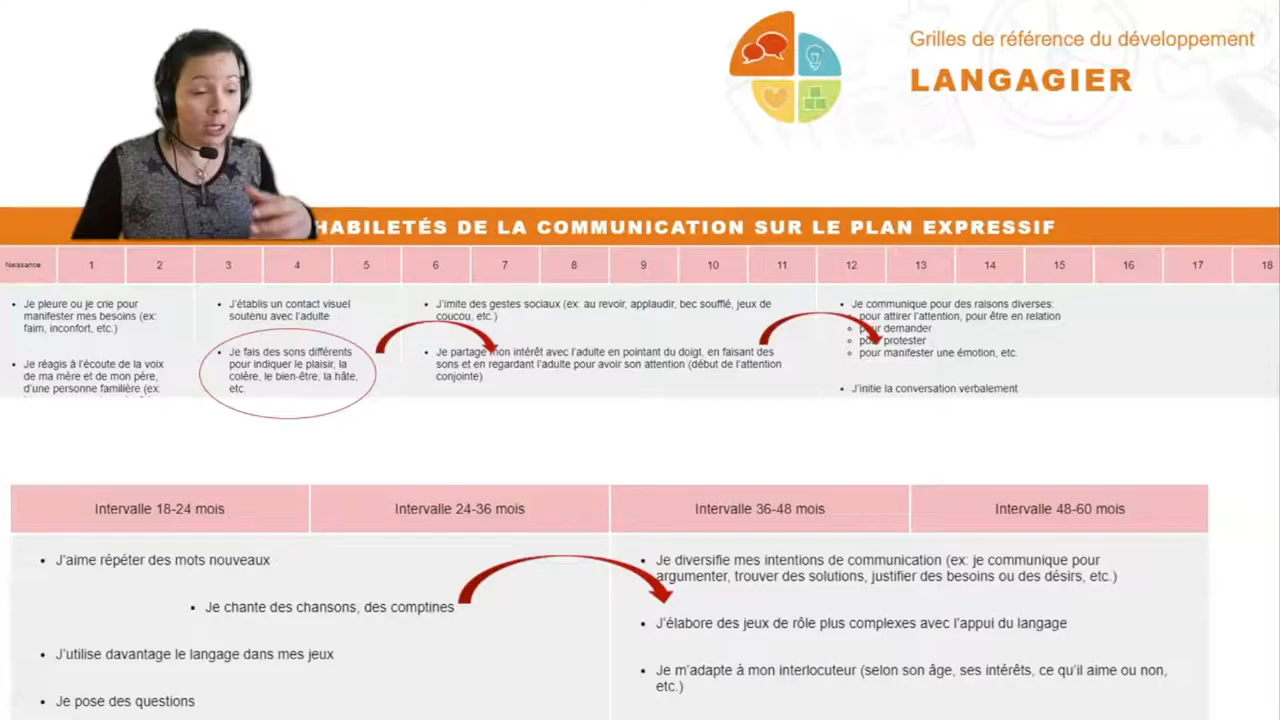 Grilles de référence du développement
LANGAGIER
HABILETÉS DE LA COMMUNICATION SUR LE PLAN EXPRESSIF
Naissance 1 2 3 4 5 6 7 8 9 10 11 12 13 14 15 16 17 18
• Je pleure ou je crie pour
manifester mes besoins (ex:
faim, inconfort, etc.)
• Je réagis à l'écoute de la voix
de ma mère et de mon père,
d'une personne familière (ex:
• J'établis un contact visuel
soutenu avec l'adulte
• Je fais des sons différents
pour indiquer le plaisir, la
colère, le bien-être, la hâte,
etc.
• J'imite des gestes sociaux (ex: au revoir, applaudir, bec soufflé, jeux de
coucou, etc.)
• Je partage mon intérêt avec l'adulte en pointant du doigt, en faisant des
sons et en regardant l'adulte pour avoir son attention (début de l'attention
conjointe)
• Je communique pour des raisons diverses:
pour attirer l'attention, pour être en relation
pour demander
pour protester
pour manifester une émotion, etc.
• J'initie la conversation verbalement
Intervalle 18-24 mois Intervalle 24-36 mois Intervalle 36-48 mois Intervalle 48-60 mois
• J'aime répéter des mots nouveaux
• Je chante des chansons, des comptines
• J'utilise davantage le langage dans mes jeux
• Je pose des questions
• Je diversifie mes intentions de communication (ex: je communique pour
argumenter, trouver des solutions, justifier des besoins ou des désirs, etc.)
• J'élabore des jeux de rôle plus complexes avec l'appui du langage
• Je m'adapte à mon interlocuteur (selon son âge, ses intérêts, ce qu'il aime ou non,
etc.)